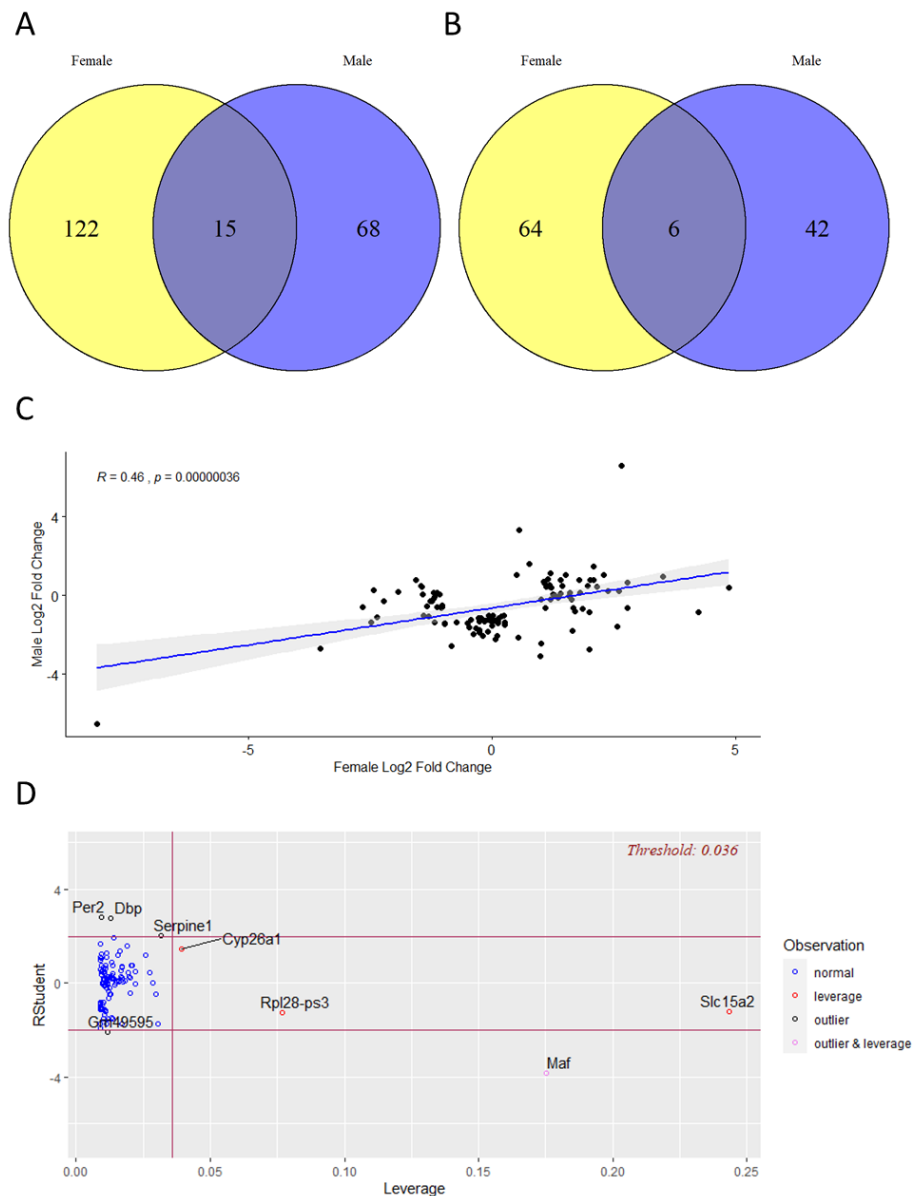 A
B
Female
Male
Female
Male
122
15
68
64
6
42
C
R = 0.46 , p = 0.00000036
4
0
-4
Male Log2 Fold Change
-5
0
5
Female Log2 Fold Change
D
Threshold: 0.036
4
0
-4
RStudent
Per2
Dbp
Serpine1
Cyp26a1
Rpl28-ps3
Slc15a2
Gm49595
Maf
0.00
0.05
0.10
0.15
0.20
0.25
Leverage
Observation
normal
leverage
outlier
outlier & leverage